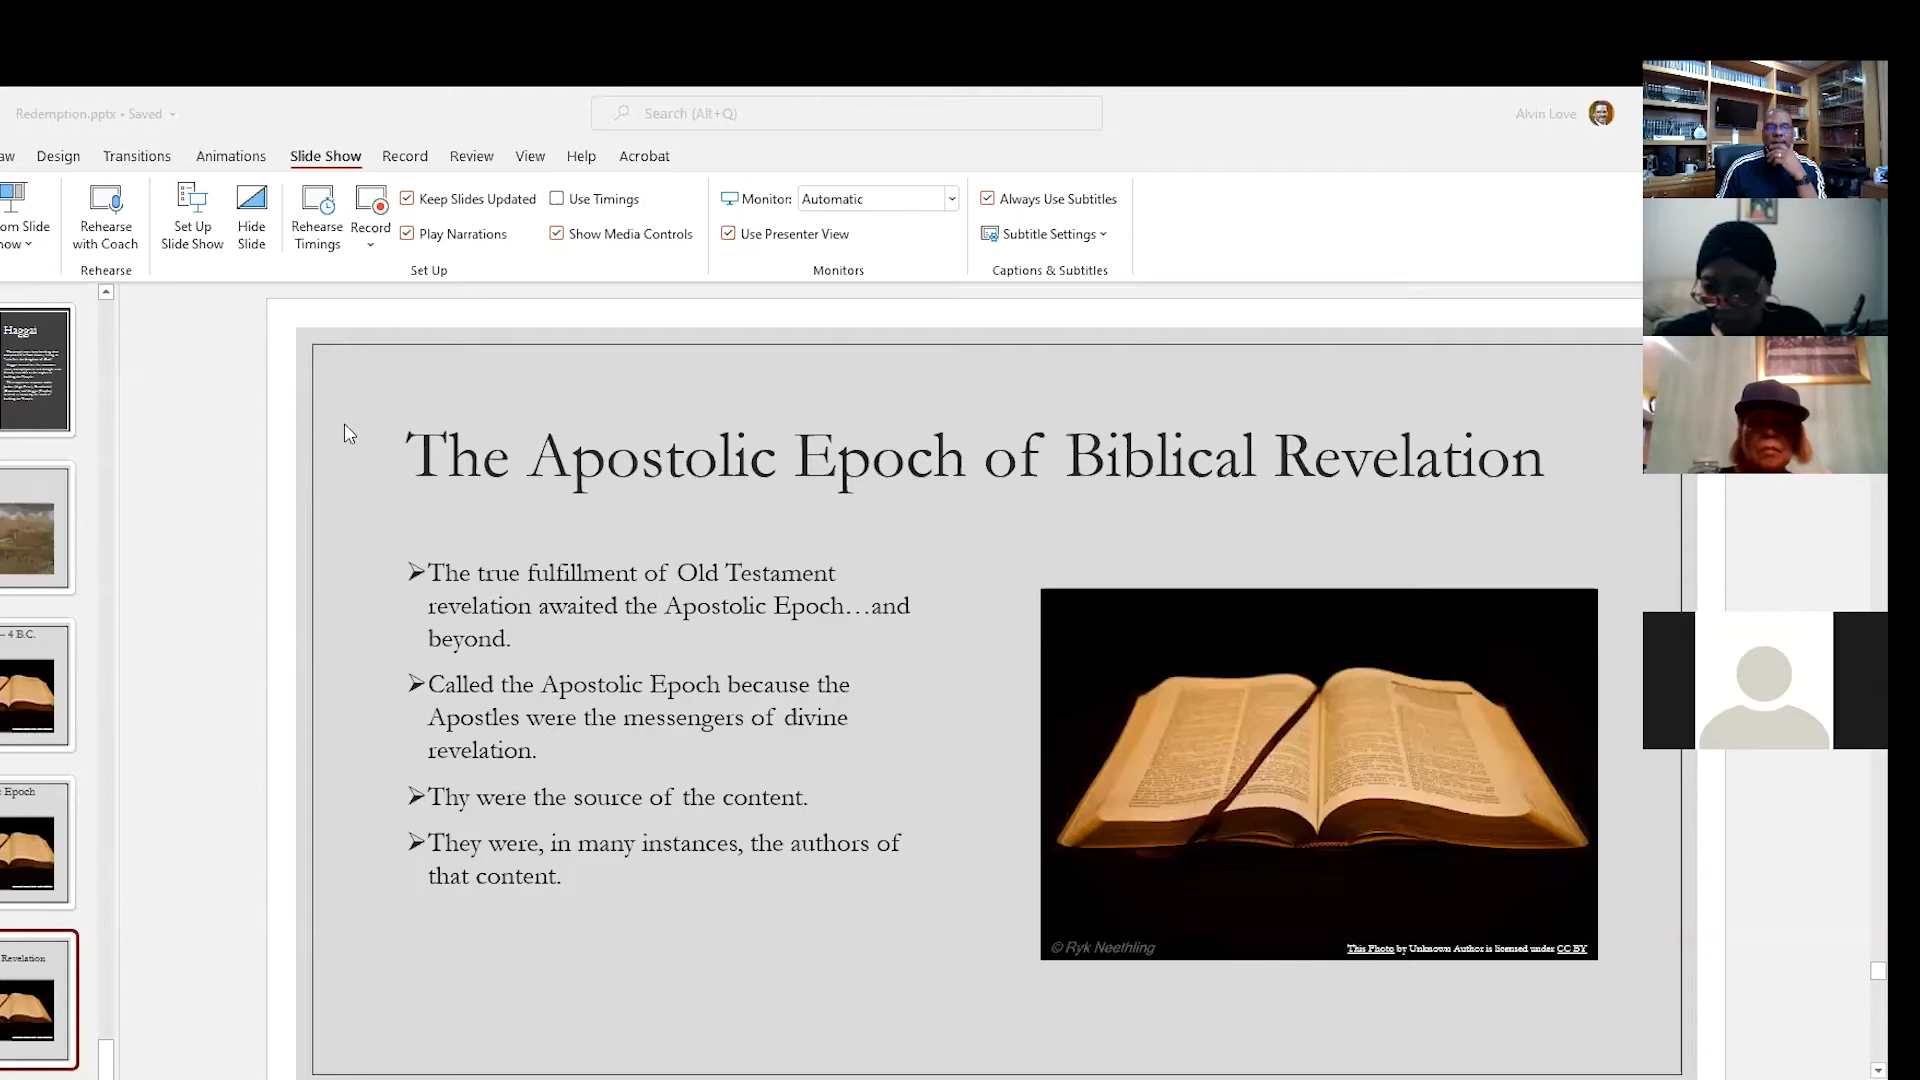 Redemption.pptx • Saved
Search (Alt+Q)
Alvin Love
aw Design Transitions Animations Slide Show Record Review View Help Acrobat
om Slide
how
Rehearse
with Coach
Set Up
Slide Show
Hide
Slide
Rehearse
Timings
Record
Keep Slides Updated
Use Timings
Play Narrations
Show Media Controls
Monitor: Automatic
Use Presenter View
Always Use Subtitles
Subtitle Settings
Rehearse
Set Up
Monitors
Captions & Subtitles
Haggai
– 4 B.C.
Epoch
Revelation
The Apostolic Epoch of Biblical Revelation
➢The true fulfillment of Old Testament
revelation awaited the Apostolic Epoch…and
beyond.
➢Called the Apostolic Epoch because the
Apostles were the messengers of divine
revelation.
➢Thy were the source of the content.
➢They were, in many instances, the authors of
that content.
© Ryk Neethling
This Photo by Unknown Author is licensed under CC BY